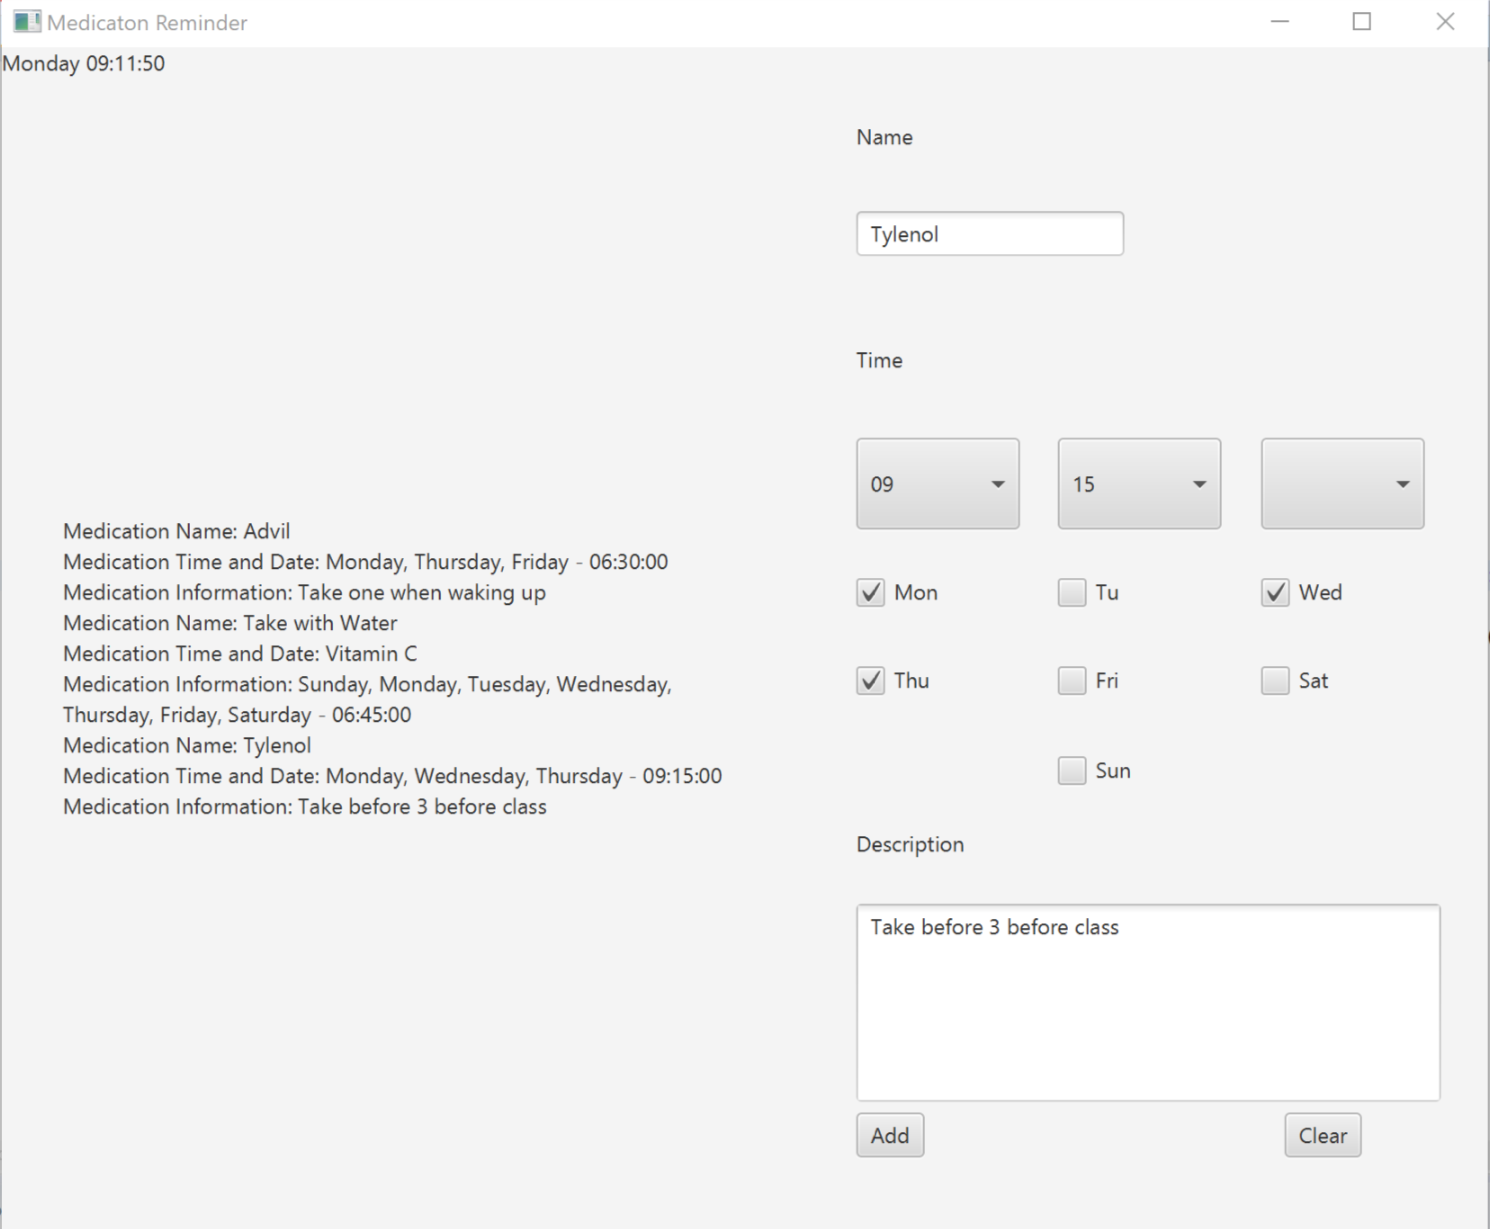 Medicaton Reminder
Monday 09:11:50
Name
Tylenol
Time
09 15
Mon Tu Wed
Thu Fri Sat
Sun
Description
Take before 3 before class
Add Clear
Medication Name: Advil
Medication Time and Date: Monday, Thursday, Friday - 06:30:00
Medication Information: Take one when waking up
Medication Name: Take with Water
Medication Time and Date: Vitamin C
Medication Information: Sunday, Monday, Tuesday, Wednesday,
Thursday, Friday, Saturday - 06:45:00
Medication Name: Tylenol
Medication Time and Date: Monday, Wednesday, Thursday - 09:15:00
Medication Information: Take before 3 before class